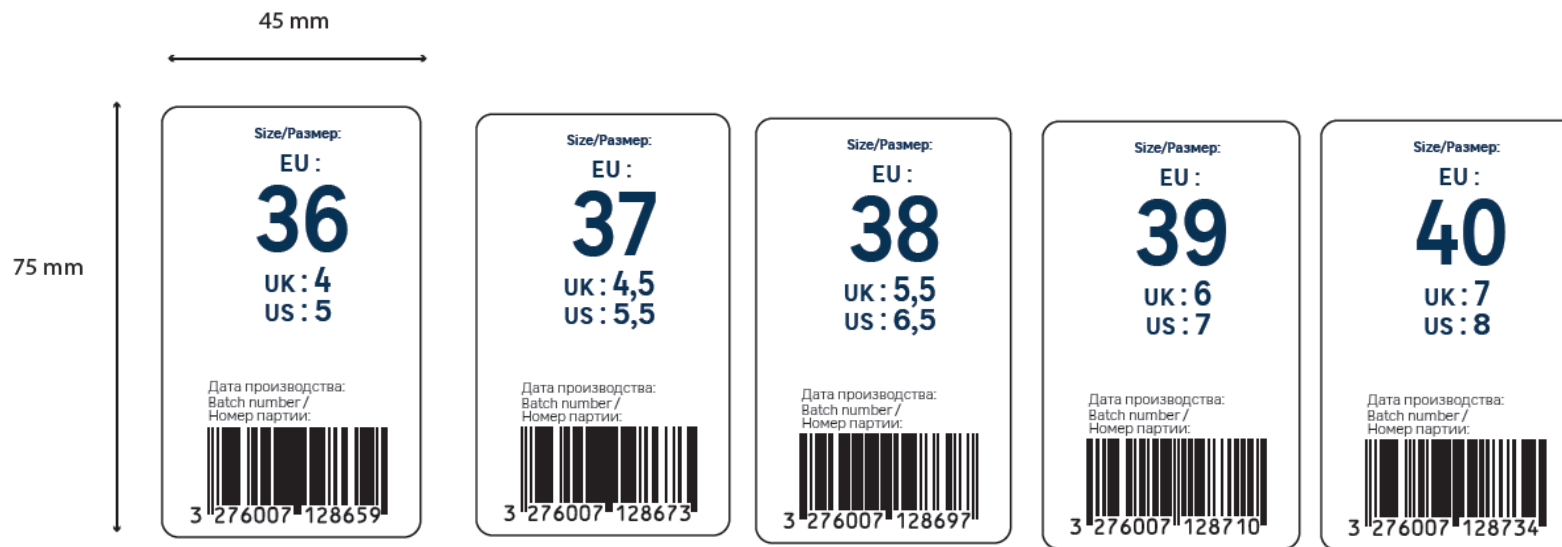 45 mm
75 mm
Size/Размер:
EU :
36
UK : 4
US : 5
Дата производства:
Batch number /
Номер партии:
3 276007 128659
Size/Размер:
EU :
37
UK : 4,5
US : 5,5
Дата производства:
Batch number /
Номер партии:
3 276007 128673
Size/Размер:
EU :
38
UK : 5,5
US : 6,5
Дата производства:
Batch number /
Номер партии:
3 276007 128697
Size/Размер:
EU :
39
UK : 6
US : 7
Дата производства:
Batch number /
Номер партии:
3 276007 128710
Size/Размер:
EU :
40
UK : 7
US : 8
Дата производства:
Batch number /
Номер партии:
3 276007 128734